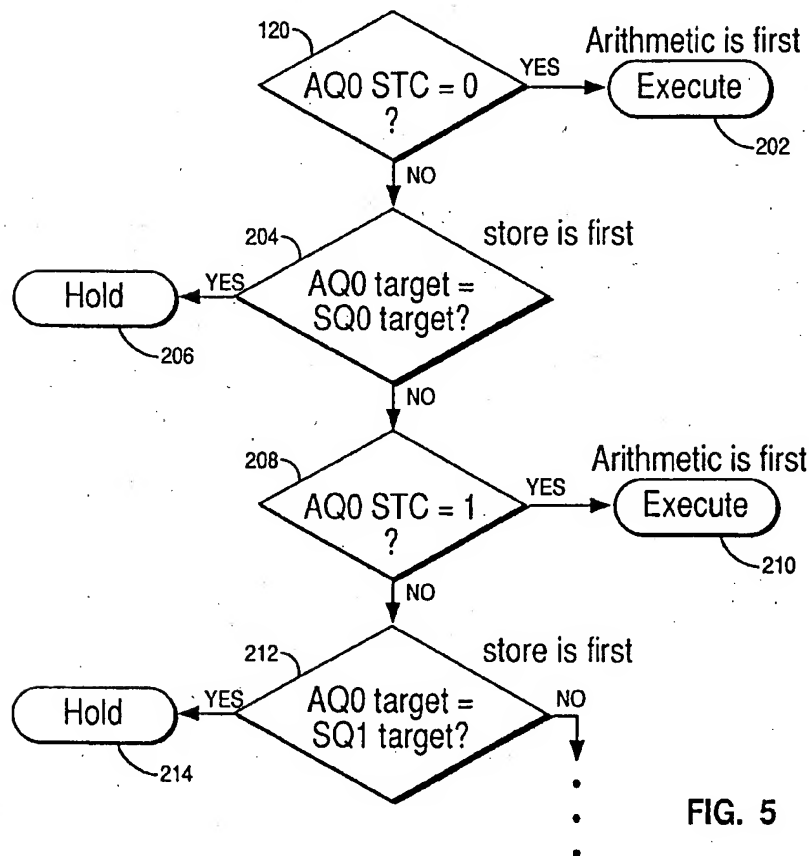 120
Arithmetic is first
AQ0 STC = 0
?
YES
Execute
202
NO
204
store is first
YES
Hold
206
AQ0 target =
SQ0 target?
NO
208
Arithmetic is first
AQ0 STC = 1
?
YES
Execute
210
NO
212
store is first
YES
Hold
214
AQ0 target =
SQ1 target?
NO
FIG. 5